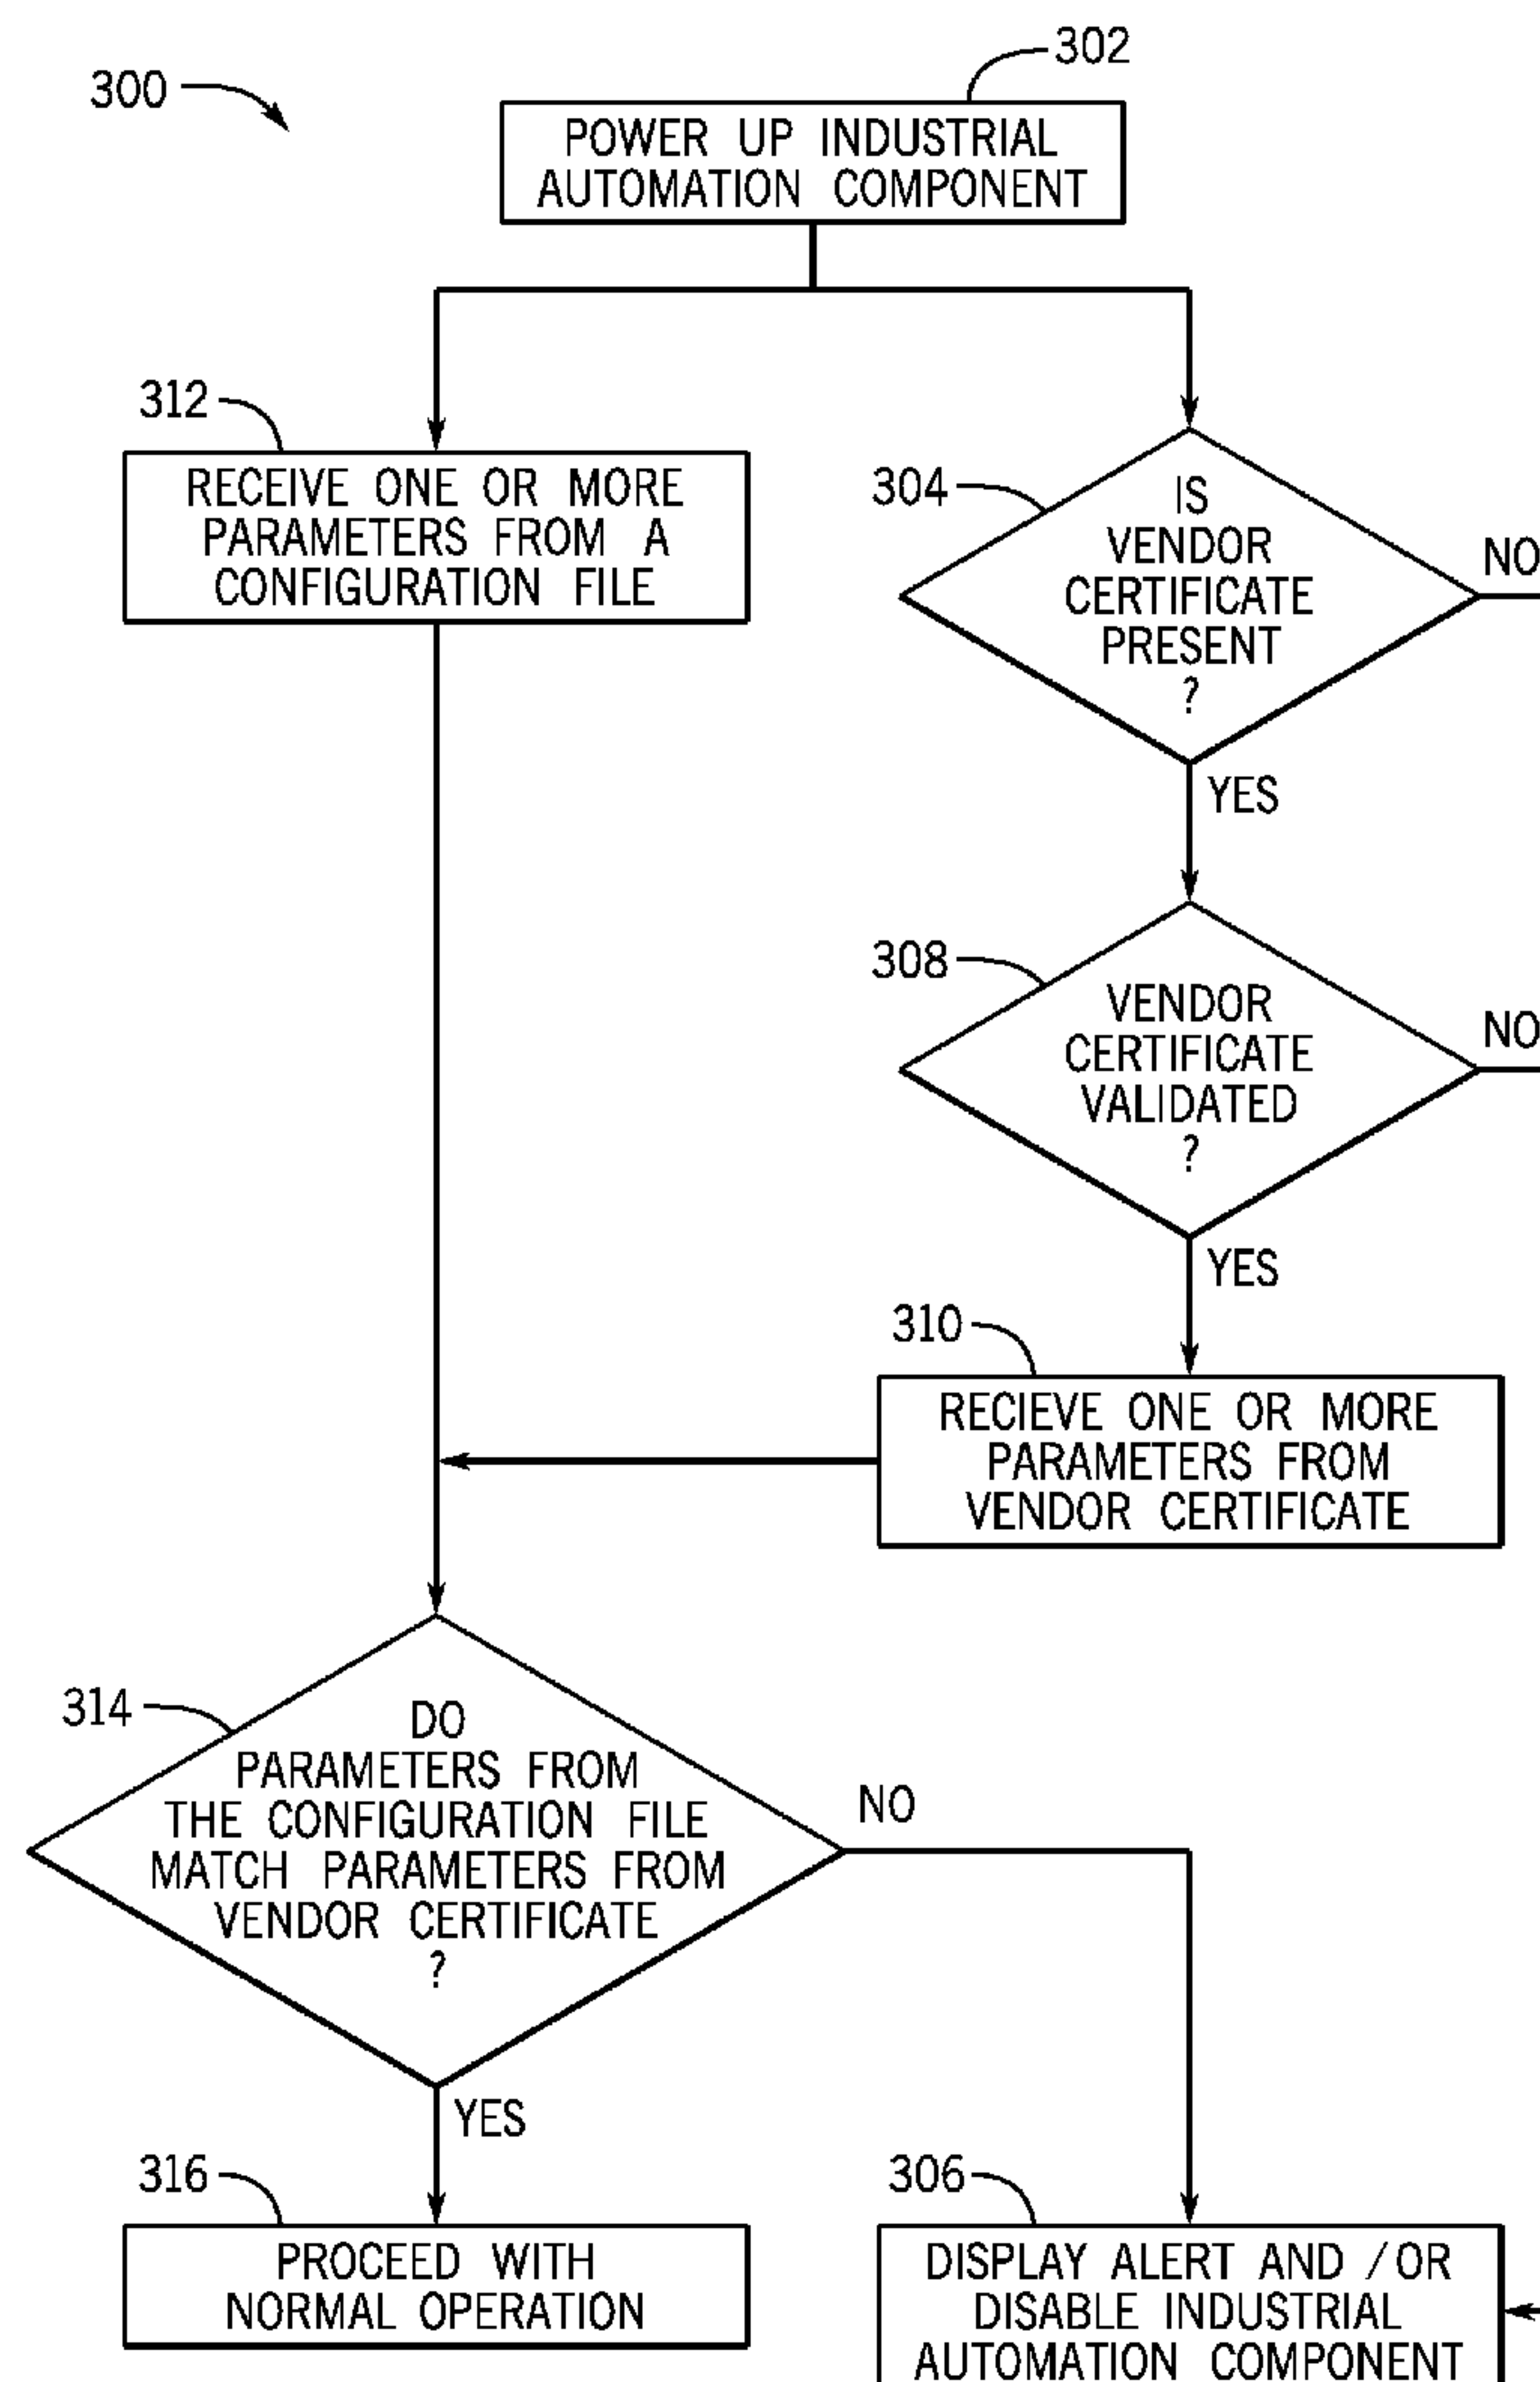 300
302
POWER UP INDUSTRIAL
AUTOMATION COMPONENT
312
RECEIVE ONE OR MORE
PARAMETERS FROM A
CONFIGURATION FILE
304
IS
VENDOR
CERTIFICATE
PRESENT
?
NO
YES
308
VENDOR
CERTIFICATE
VALIDATED
?
NO
YES
310
RECIEVE ONE OR MORE
PARAMETERS FROM
VENDOR CERTIFICATE
314
DO
PARAMETERS FROM
THE CONFIGURATION FILE
MATCH PARAMETERS FROM
VENDOR CERTIFICATE
?
NO
YES
316
PROCEED WITH
NORMAL OPERATION
306
DISPLAY ALERT AND /OR
DISABLE INDUSTRIAL
AUTOMATION COMPONENT